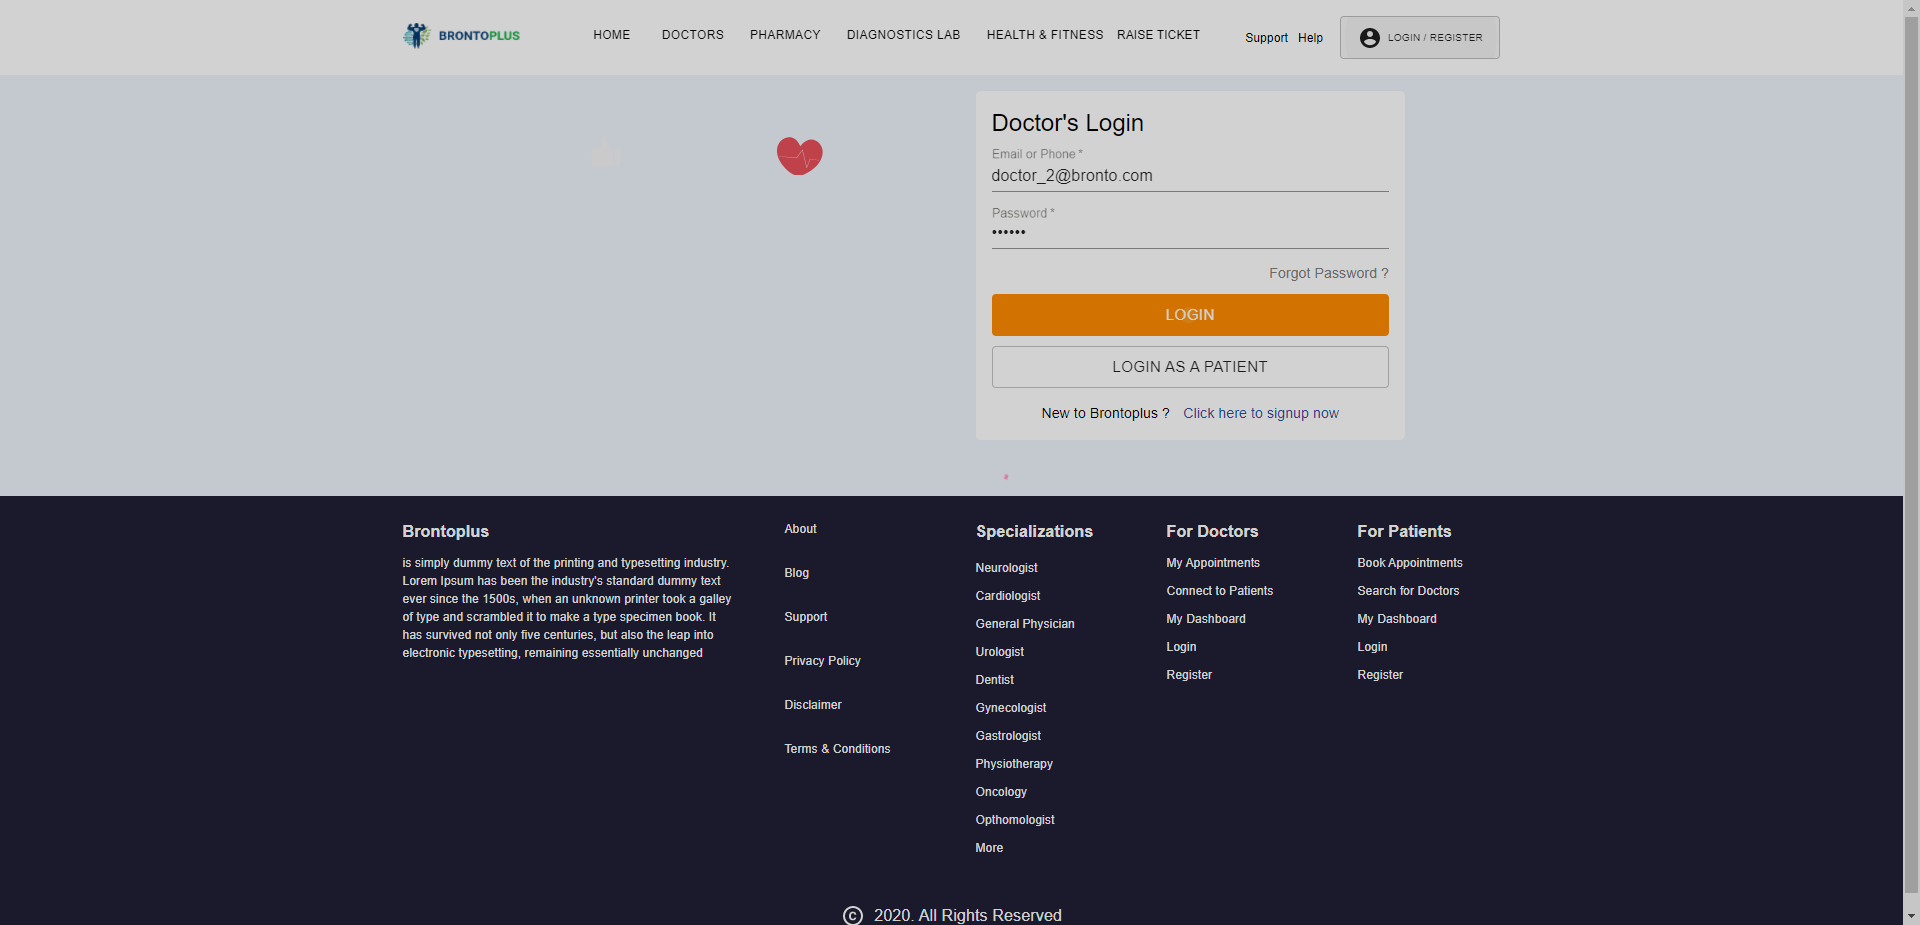 BRONTOPLUS
HOME
DOCTORS
PHARMACY
DIAGNOSTICS LAB
HEALTH & FITNESS
RAISE TICKET
Support
Help
LOGIN / REGISTER
Doctor's Login
Email or Phone *
doctor_2@bronto.com
Password *
••••••
Forgot Password ?
LOGIN
LOGIN AS A PATIENT
New to Brontoplus ? Click here to signup now
Brontoplus
is simply dummy text of the printing and typesetting industry.
Lorem Ipsum has been the industry's standard dummy text
ever since the 1500s, when an unknown printer took a galley
of type and scrambled it to make a type specimen book. It
has survived not only five centuries, but also the leap into
electronic typesetting, remaining essentially unchanged
About
Blog
Support
Privacy Policy
Disclaimer
Terms & Conditions
Specializations
Neurologist
Cardiologist
General Physician
Urologist
Dentist
Gynecologist
Gastrologist
Physiotherapy
Oncology
Opthomologist
More
For Doctors
My Appointments
Connect to Patients
My Dashboard
Login
Register
For Patients
Book Appointments
Search for Doctors
My Dashboard
Login
Register
© 2020. All Rights Reserved